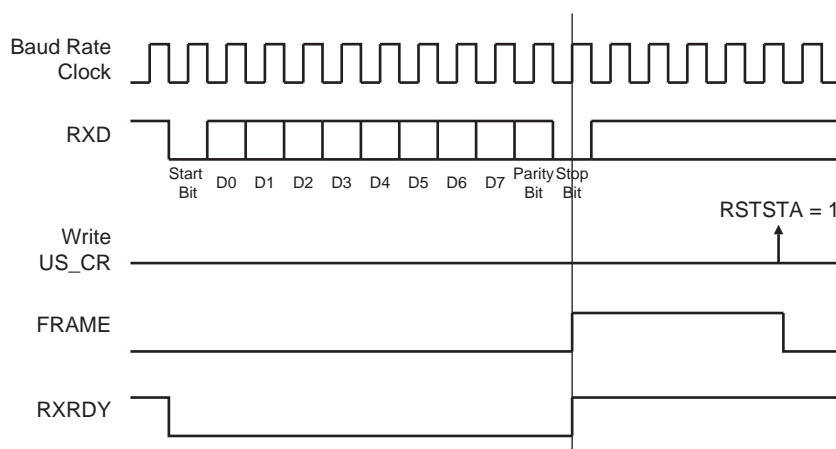 Baud Rate
Clock
RXD
Start
Bit
D0
D1
D2
D3
D4
D5
D6
D7
Parity
Bit
Stop
Bit
RSTSTA = 1
Write
US_CR
FRAME
RXRDY